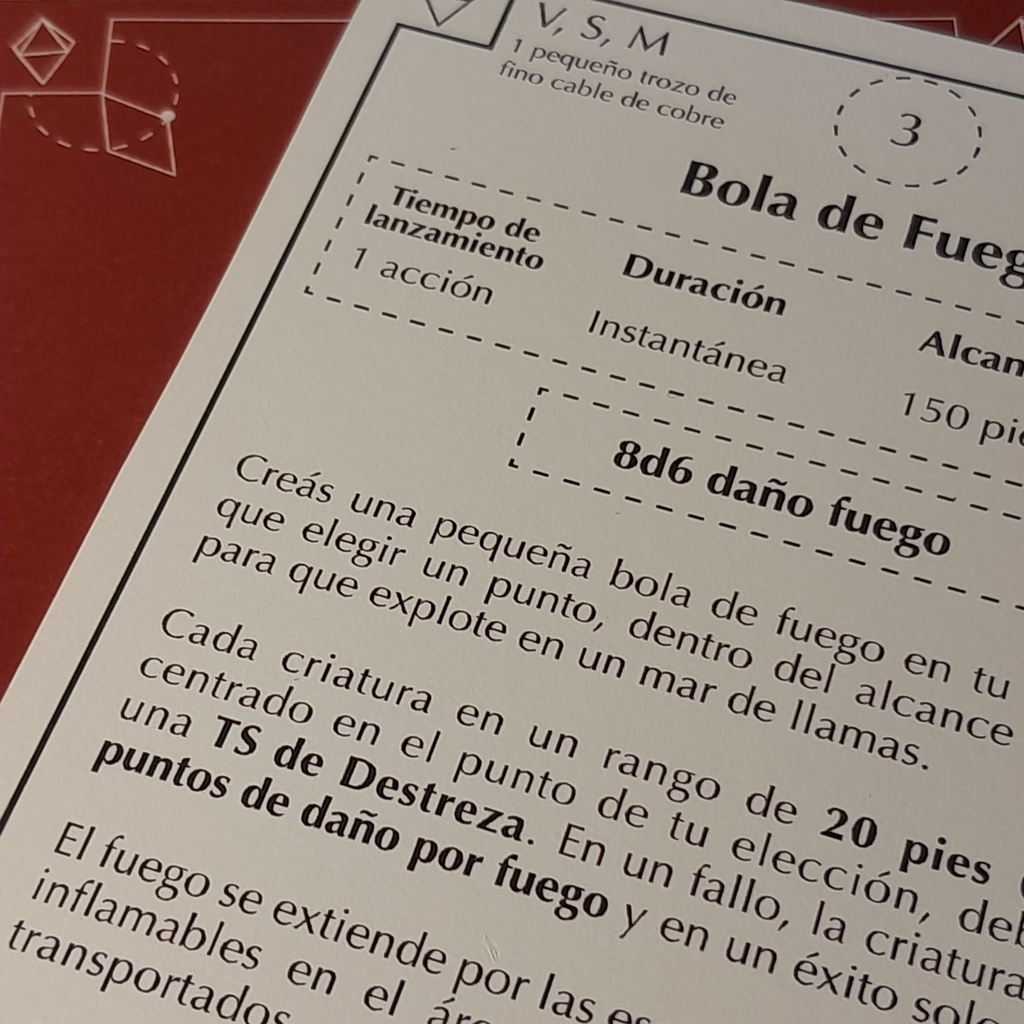 V, S, M
1 pequeño trozo de
fino cable de cobre
3
Bola de Fueg
Tiempo de
lanzamiento
1 acción
Duración
Instantánea
Alcan
150 pie
8d6 daño fuego
Creás una pequeña bola de fuego en tu
que elegir un punto, dentro del alcance
para que explote en un mar de llamas.
Cada criatura en un rango de 20 pies
centrado en el punto de tu elección, deb
una TS de Destreza. En un fallo, la criatura
puntos de daño por fuego y en un éxito solo
El fuego se extiende por las es
inflamables en el áre
transportados